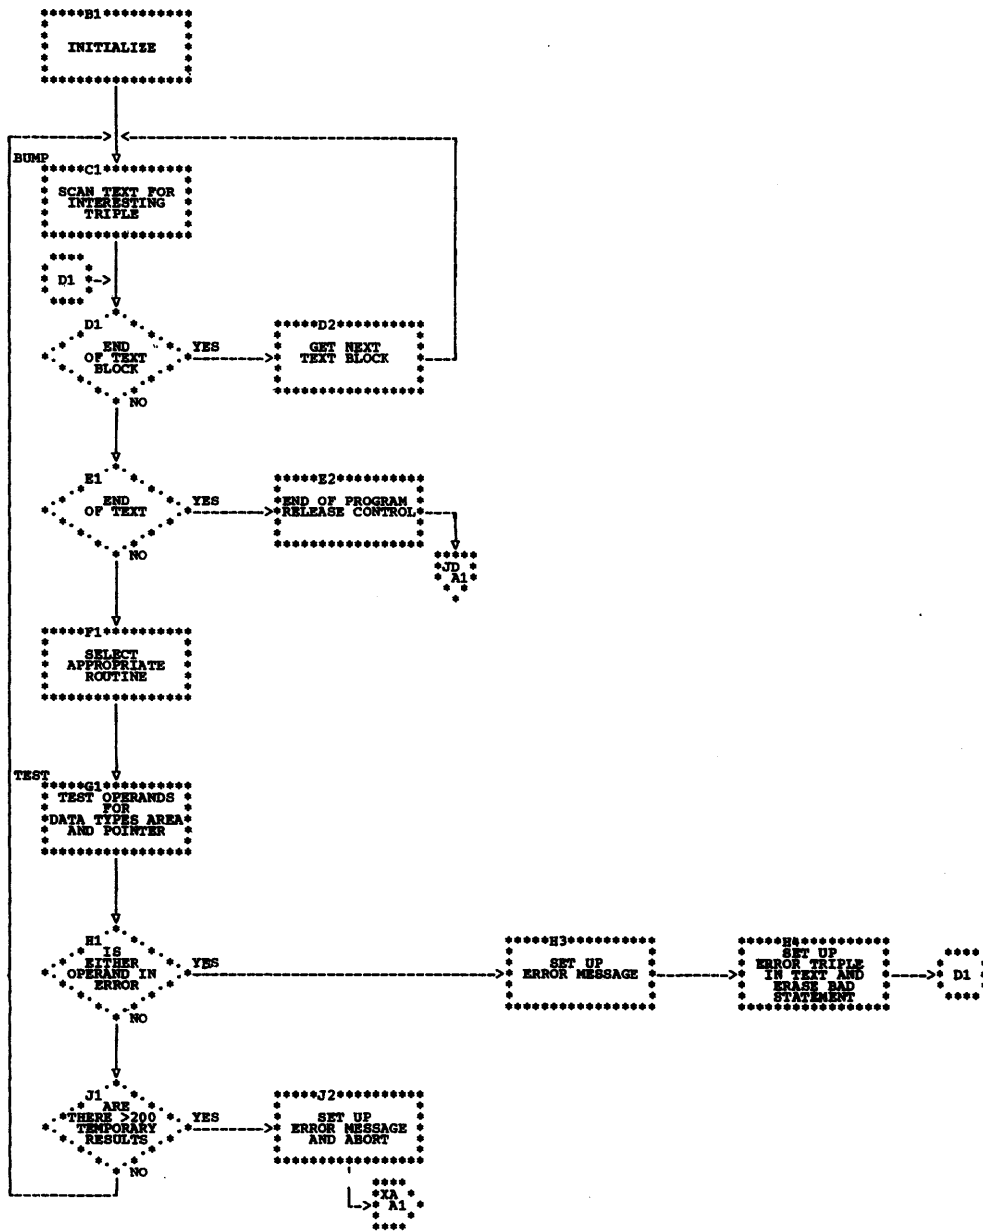 B1
INITIALIZE
BUMP
C1
SCAN TEXT FOR
INTERESTING
TRIPLE
D1
D1
END
OF TEXT
BLOCK
YES
NO
D2
GET NEXT
TEXT BLOCK
E1
END
OF TEXT
YES
NO
E2
END OF PROGRAM
RELEASE CONTROL
JD
A1
F1
SELECT
APPROPRIATE
ROUTINE
TEST
G1
TEST OPERANDS
FOR
DATA TYPES AREA
AND POINTER
H1
IS
EITHER
OPERAND IN
ERROR
YES
NO
H3
SET UP
ERROR MESSAGE
H4
SET UP
ERROR TRIPLE
IN TEXT AND
ERASE BAD
STATEMENT
D1
J1
ARE
THERE >200
TEMPORARY
RESULTS
YES
NO
J2
SET UP
ERROR MESSAGE
AND ABORT
XA
A1